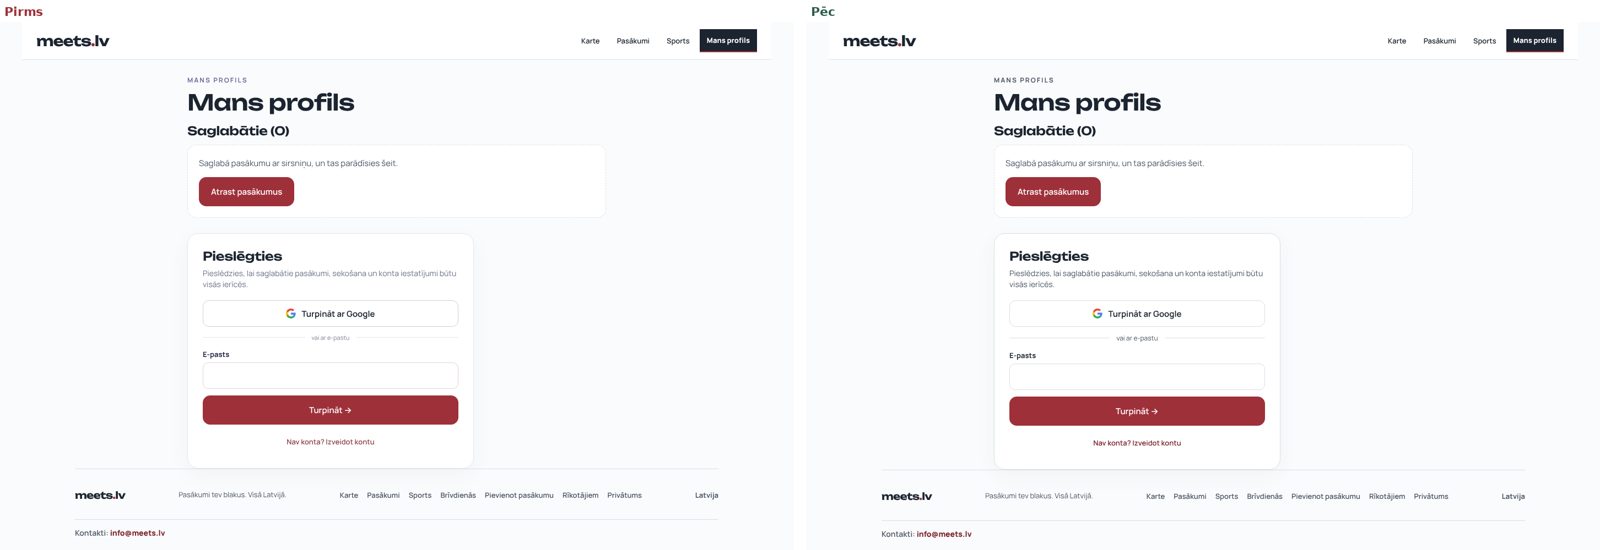 Pirms
meets.lv
Karte Pasākumi Sports Mans profils
MANS PROFILS
Mans profils
Saglabātie (0)
Saglabā pasākumu ar sirsniņu, un tas parādīsies šeit.
Atrast pasākumus
Pieslēgties
Pieslēdzies, lai saglabātie pasākumi, sekošana un konta iestatījumi būtu
visās ierīcēs.
Turpināt ar Google
vai ar e-pastu
E-pasts
Turpināt →
Nav konta? Izveidot kontu
meets.lv Pasākumi tev blakus. Visā Latvijā. Karte Pasākumi Sports Brīvdienās Pievienot pasākumu Rīkotājiem Privātums Latvija
Kontakti: info@meets.lv
Pēc
meets.lv
Karte Pasākumi Sports Mans profils
MANS PROFILS
Mans profils
Saglabātie (0)
Saglabā pasākumu ar sirsniņu, un tas parādīsies šeit.
Atrast pasākumus
Pieslēgties
Pieslēdzies, lai saglabātie pasākumi, sekošana un konta iestatījumi būtu
visās ierīcēs.
Turpināt ar Google
vai ar e-pastu
E-pasts
Turpināt →
Nav konta? Izveidot kontu
meets.lv Pasākumi tev blakus. Visā Latvijā. Karte Pasākumi Sports Brīvdienās Pievienot pasākumu Rīkotājiem Privātums Latvija
Kontakti: info@meets.lv